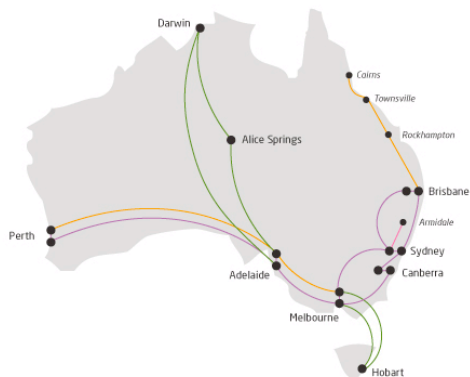 Darwin
Cairns
Townsville
Alice Springs
Rockhampton
Brisbane
Armidale
Perth
Sydney
Adelaide
Canberra
Melbourne
Hobart